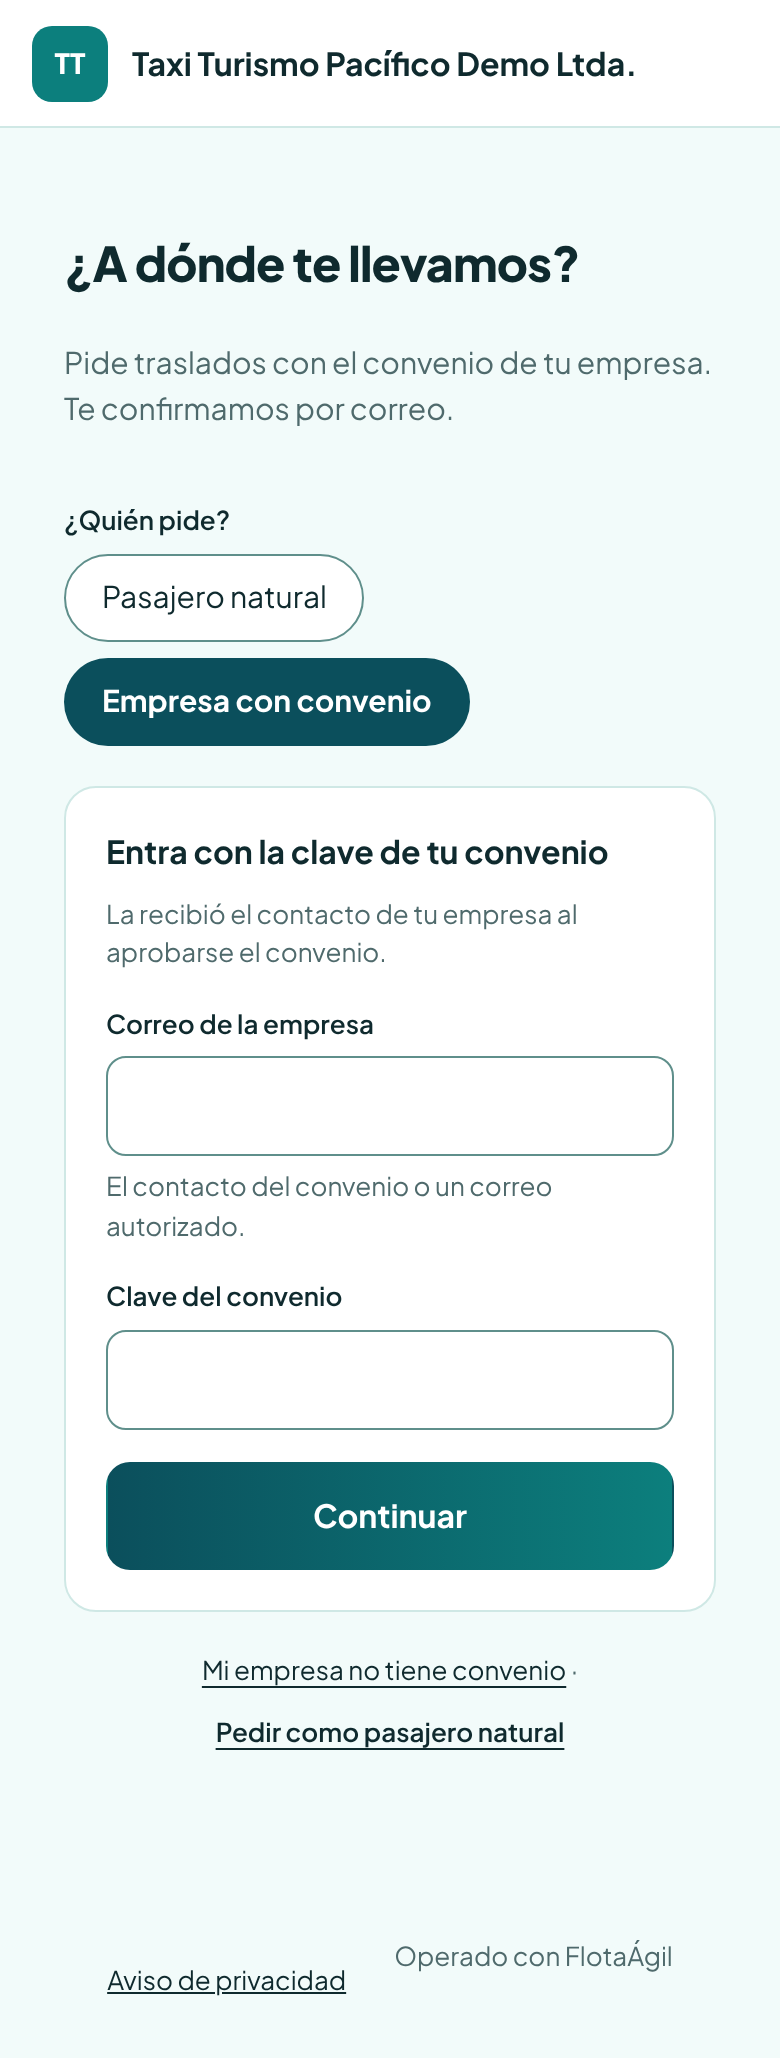 TT
Taxi Turismo Pacífico Demo Ltda.
¿A dónde te llevamos?
Pide traslados con el convenio de tu empresa.
Te confirmamos por correo.
¿Quién pide?
Pasajero natural
Empresa con convenio
Entra con la clave de tu convenio
La recibió el contacto de tu empresa al
aprobarse el convenio.
Correo de la empresa
El contacto del convenio o un correo
autorizado.
Clave del convenio
Continuar
Mi empresa no tiene convenio ·
Pedir como pasajero natural
Aviso de privacidad
Operado con FlotaÁgil